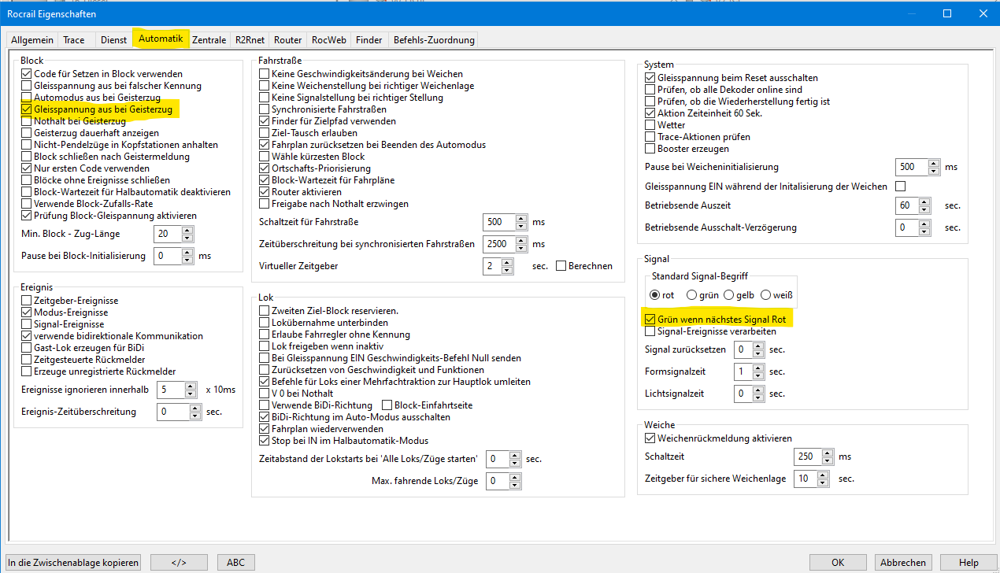 Rocrail Eigenschaften
Allgemein Trace Dienst Automatik Zentrale R2Rnet Router RocWeb Finder Befehls-Zuordnung
Block
Code für Setzen in Block verwenden
Gleisspannung aus bei falscher Kennung
Automodus aus bei Geisterzug
Gleisspannung aus bei Geisterzug
Nothalt bei Geisterzug
Geisterzug dauerhaft anzeigen
Nicht-Pendelzüge in Kopfstationen anhalten
Block schließen nach Geistermeldung
Nur ersten Code verwenden
Blöcke ohne Ereignisse schließen
Block-Wartezeit für Halbautomatik deaktivieren
Verwende Block-Zufalls-Rate
Prüfung Block-Gleispannung aktivieren
Min. Block - Zug-Länge 20
Pause bei Block-Initialisierung 0 ms
Ereignis
Zeitgeber-Ereignisse
Modus-Ereignisse
Signal-Ereignisse
verwende bidirektionale Kommunikation
Gast-Lok erzeugen für BiDi
Zeitgesteuerte Rückmelder
Erzeuge unregistrierte Rückmelder
Ereignisse ignorieren innerhalb 5 x 10ms
Ereignis-Zeitüberschreitung 0 sec.
Fahrstraße
Keine Geschwindigkeitsänderung bei Weichen
Keine Weichenstellung bei richtiger Weichenlage
Keine Signalstellung bei richtiger Stellung
Synchronisierte Fahrstraßen
Finder für Zielpfad verwenden
Ziel-Tausch erlauben
Fahrplan zurücksetzen bei Beenden des Automodus
Wähle kürzesten Block
Ortschafts-Priorisierung
Block-Wartezeit für Fahrpläne
Router aktivieren
Freigabe nach Nothalt erzwingen
Schaltzeit für Fahrstraße 500 ms
Zeitüberschreitung bei synchronisierten Fahrstraßen 2500 ms
Virtueller Zeitgeber 2 sec. Berechnen
Lok
Zweiten Ziel-Block reservieren.
Lokübernahme unterbinden
Erlaube Fahrregler ohne Kennung
Lok freigeben wenn inaktiv
Bei Gleisspannung EIN Geschwindigkeits-Befehl Null senden
Zurücksetzen von Geschwindigkeit und Funktionen
Befehle für Loks einer Mehrfachtraktion zur Hauptlok umleiten
V 0 bei Nothalt
Verwende BiDi-Richtung Block-Einfahrtseite
BiDi-Richtung im Auto-Modus ausschalten
Fahrplan wiederverwenden
Stop bei IN im Halbautomatik-Modus
Zeitabstand der Lokstarts bei 'Alle Loks/Züge starten' 0 sec.
Max. fahrende Loks/Züge 0
System
Gleisspannung beim Reset ausschalten
Prüfen, ob alle Dekoder online sind
Prüfen, ob die Wiederherstellung fertig ist
Aktion Zeiteinheit 60 Sek.
Wetter
Trace-Aktionen prüfen
Booster erzeugen
Pause bei Weicheninitialisierung 500 ms
Gleisspannung EIN während der Initalisierung der Weichen
Betriebsende Auszeit 60 sec.
Betriebsende Ausschalt-Verzögerung 0 sec.
Signal
Standard Signal-Begriff
rot grün gelb weiß
Grün wenn nächstes Signal Rot
Signal-Ereignisse verarbeiten
Signal zurücksetzen 0 sec.
Formsignalzeit 1 sec.
Lichtsignalzeit 0 sec.
Weiche
Weichenrückmeldung aktivieren
Schaltzeit 250 ms
Zeitgeber für sichere Weichenlage 10 sec.
In die Zwischenablage kopieren </> ABC OK Abbrechen Help